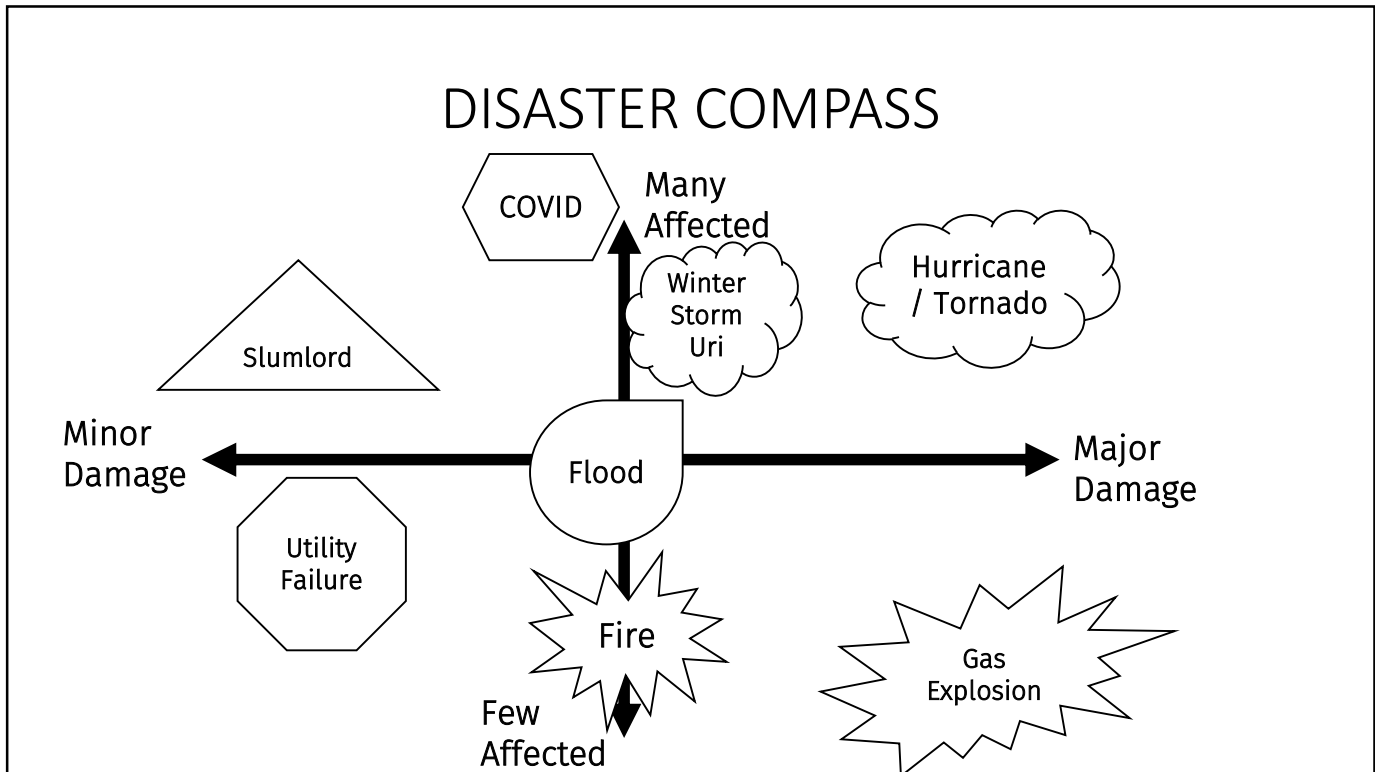 DISASTER COMPASS
COVID
Many
Affected
Winter
Storm
Uri
Hurricane
/ Tornado
Slumlord
Minor
Damage
Flood
Major
Damage
Utility
Failure
Fire
Gas
Explosion
Few
Affected